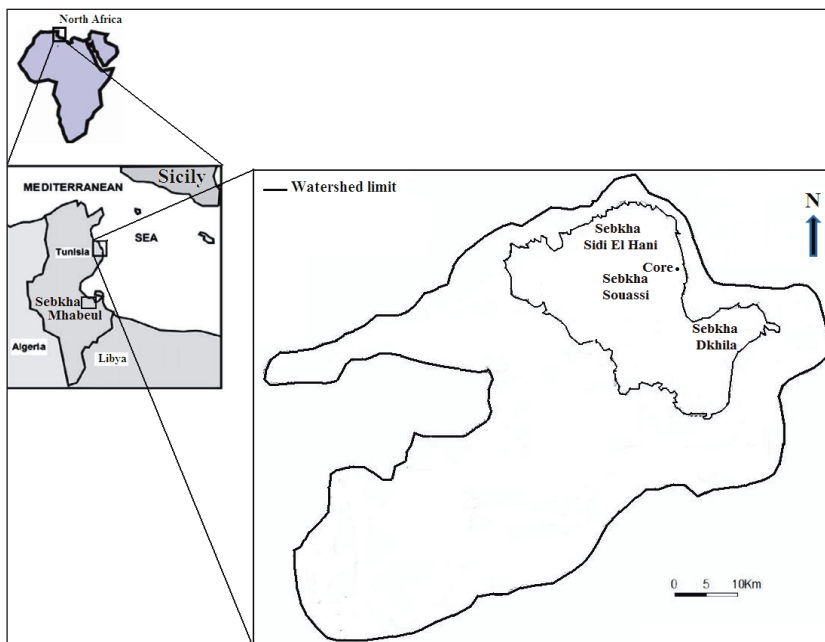 North Africa
Sicily
MEDITERRANEAN
SEA
Tunisia
Sebkha
Mhabeul
Algeria
Libya
Watershed limit
N
Sebkha
Sidi El Hani
Core
Sebkha
Souassi
Sebkha
Dkhila
0 5 10Km